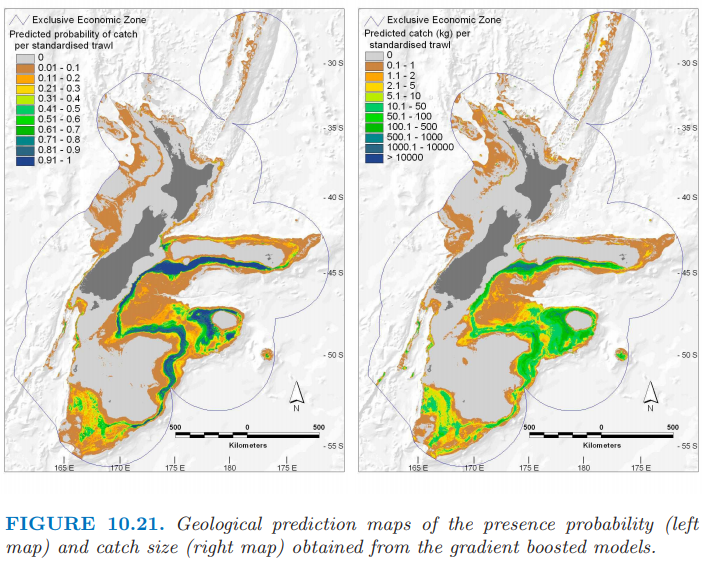 Exclusive Economic Zone
Predicted probability of catch
per standardised trawl
0
0.01 - 0.1
0.11 - 0.2
0.21 - 0.3
0.31 - 0.4
0.41 - 0.5
0.51 - 0.6
0.61 - 0.7
0.71 - 0.8
0.81 - 0.9
0.91 - 1
- 30 S
- 35 S
- 40 S
- 45 S
- 50 S
- 55 S
N
500 0 500
Kilometers
165 E 170 E 175 E 180 175 E
Exclusive Economic Zone
Predicted catch (kg) per
standardised trawl
0
0.1 - 1
1.1 - 2
2.1 - 5
5.1 - 10
10.1 - 50
50.1 - 100
100.1 - 500
500.1 - 1000
1000.1 - 10000
> 10000
- 30 S
- 35 S
- 40 S
- 45 S
- 50 S
- 55 S
N
500 0 500
Kilometers
165 E 170 E 175 E 180 175 E
FIGURE 10.21. Geological prediction maps of the presence probability (left
map) and catch size (right map) obtained from the gradient boosted models.